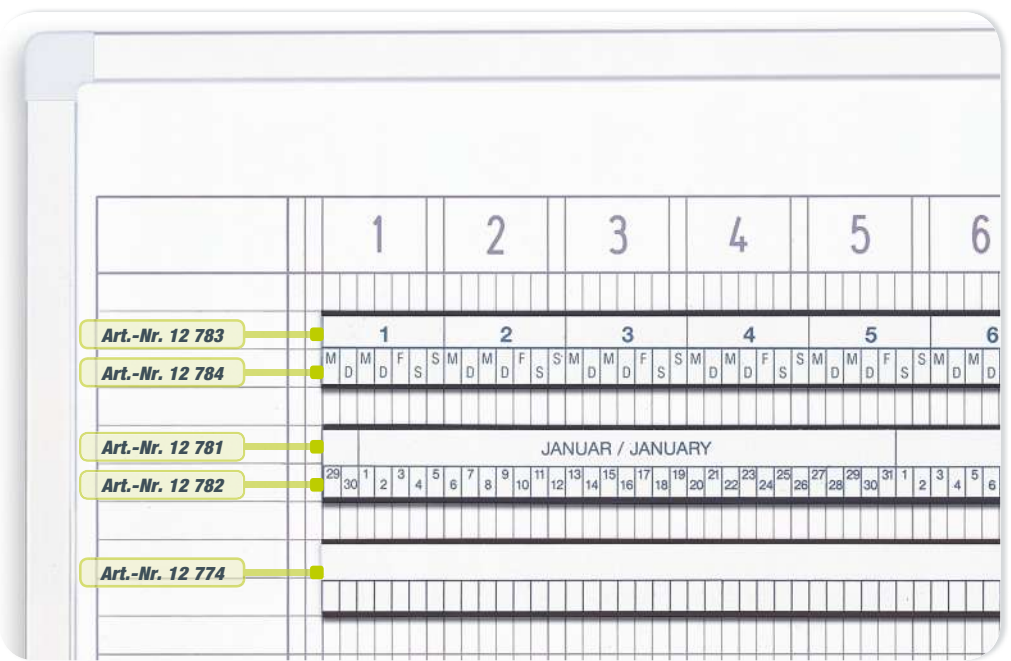 1 2 3 4 5 6
Art.-Nr. 12 783 1 2 3 4 5 6
Art.-Nr. 12 784 M D M D F S S M D M D F S S M D M D F S S M D M D F S S M D M D F S S M D M D
Art.-Nr. 12 781 JANUAR / JANUARY
Art.-Nr. 12 782 29 30 1 2 3 4 5 6 7 8 9 10 11 12 13 14 15 16 17 18 19 20 21 22 23 24 25 26 27 28 29 30 31 1 2 3 4 5 6
Art.-Nr. 12 774